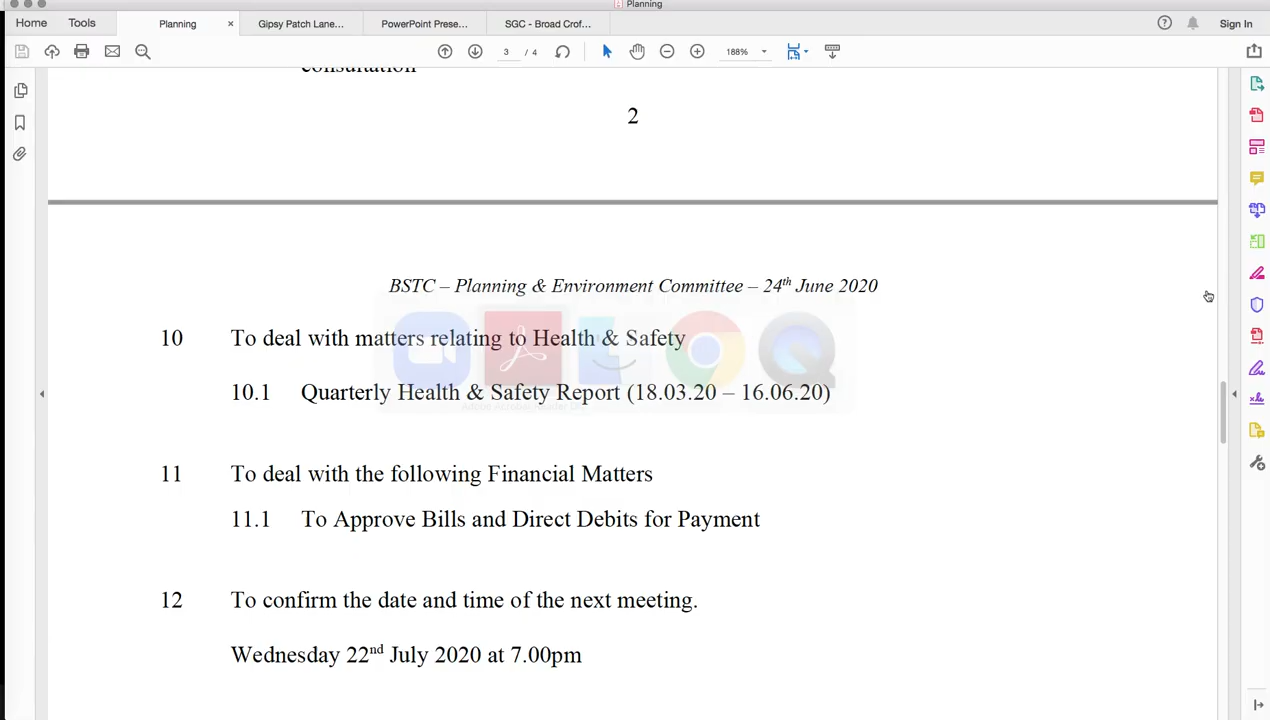 Planning
Home Tools Planning × Gipsy Patch Lane... PowerPoint Prese... SGC - Broad Crof... Sign In
3 / 4 188%
consultation
2
BSTC – Planning & Environment Committee – 24th June 2020
10 To deal with matters relating to Health & Safety
10.1 Quarterly Health & Safety Report (18.03.20 – 16.06.20)
11 To deal with the following Financial Matters
11.1 To Approve Bills and Direct Debits for Payment
12 To confirm the date and time of the next meeting.
Wednesday 22nd July 2020 at 7.00pm